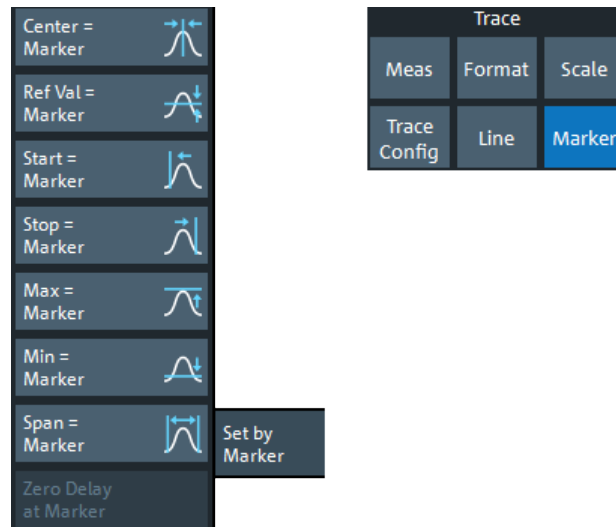 Center =
Marker
Ref Val =
Marker
Start =
Marker
Stop =
Marker
Max =
Marker
Min =
Marker
Span =
Marker
Zero Delay
at Marker
Set by
Marker
Trace
Meas
Format
Scale
Trace
Config
Line
Marker